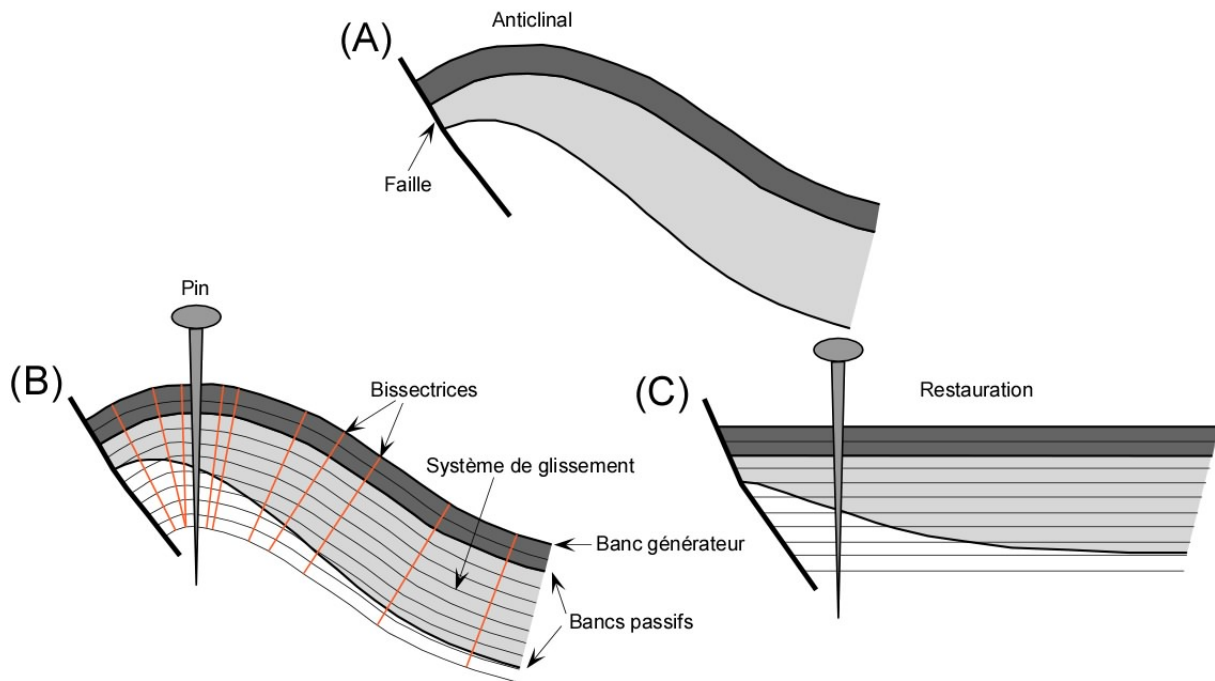 (A)
Anticlinal
Faille
Pin
(B)
Bissectrices
Système de glissement
Banc générateur
Bancs passifs
(C)
Restauration